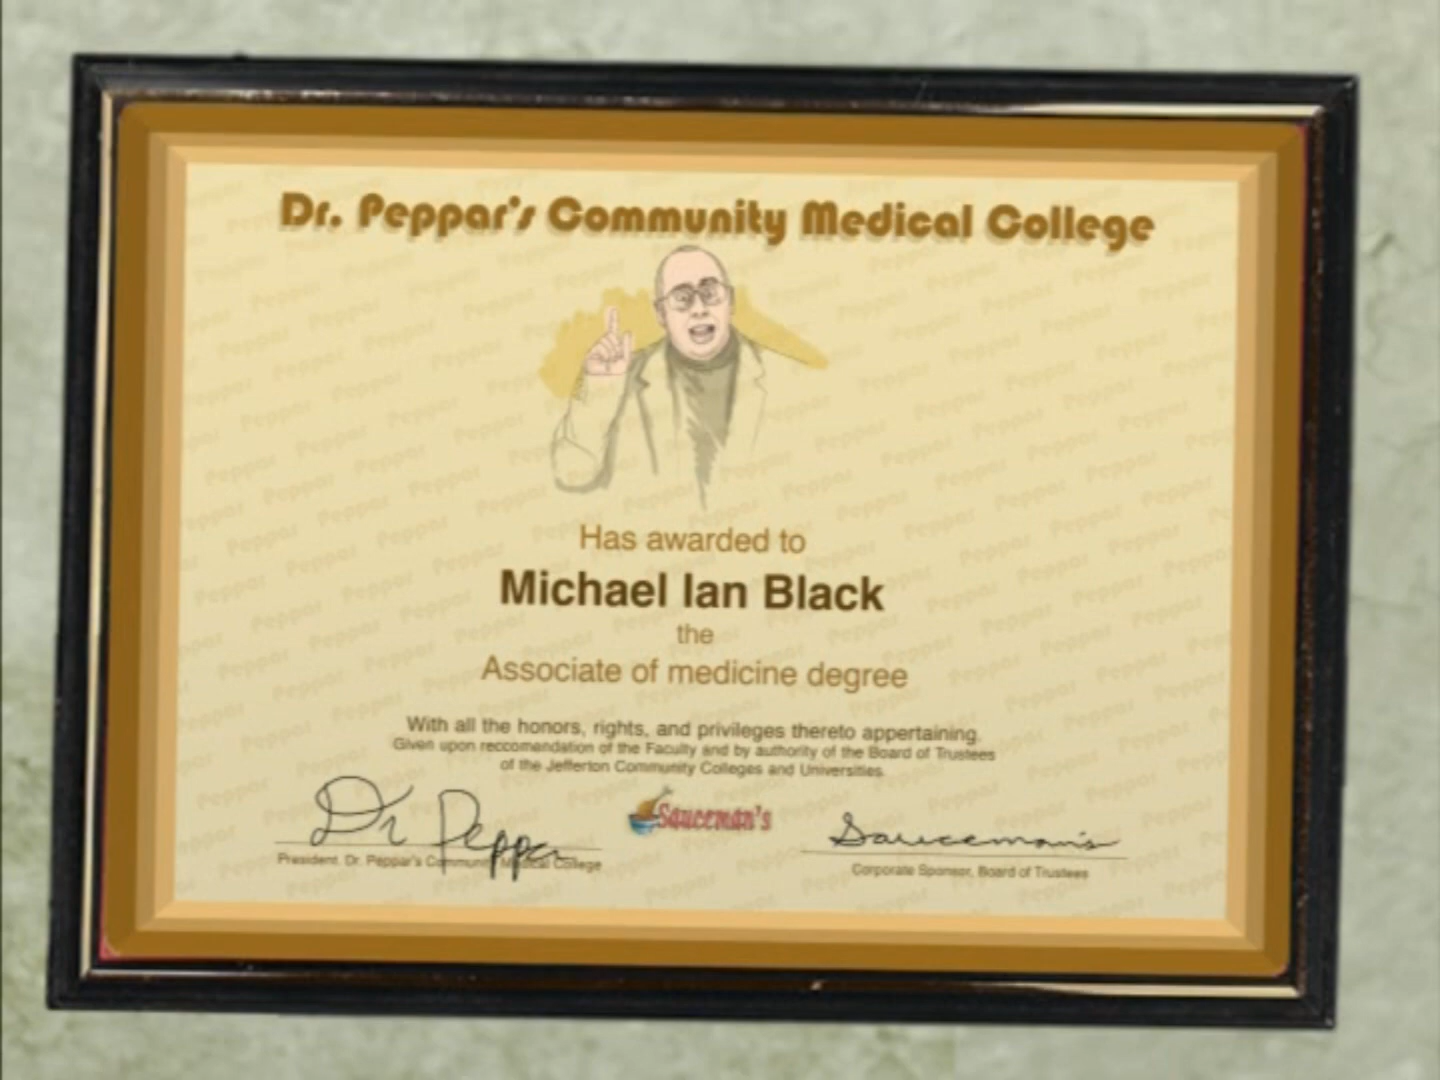 Dr. Peppar's Community Medical College
Has awarded to
Michael Ian Black
the
Associate of medicine degree
With all the honors, rights, and privileges thereto appertaining.
Given upon reccomendation of the Faculty and by authority of the Board of Trustees
of the Jefferton Community Colleges and Universities.
Dr Peppar
Sauceman's
Sauceman's
President, Dr. Peppar's Community Medical College
Corporate Sponsor, Board of Trustees